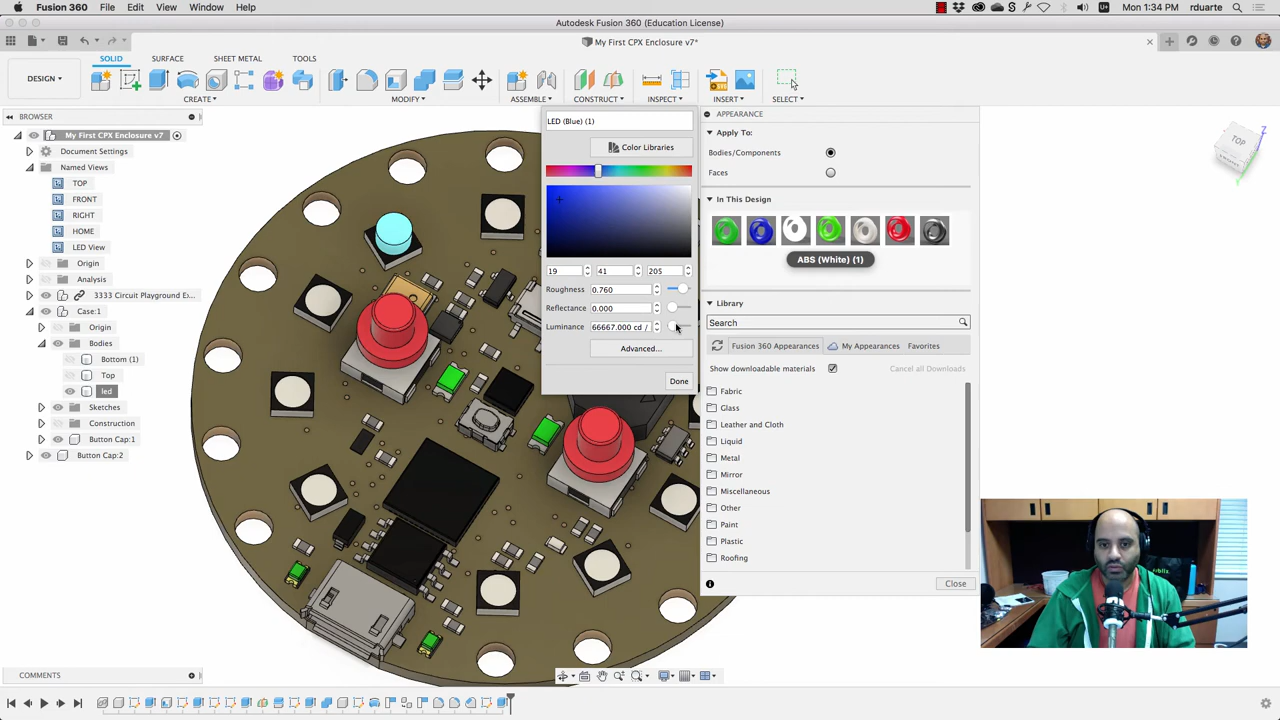 Fusion 360 File Edit View Window Help
Mon 1:34 PM rduarte
Autodesk Fusion 360 (Education License)
My First CPX Enclosure v7*
SOLID SURFACE SHEET METAL TOOLS
DESIGN
CREATE MODIFY ASSEMBLE CONSTRUCT INSPECT INSERT SELECT
BROWSER
My First CPX Enclosure v7
Document Settings
Named Views
TOP
FRONT
RIGHT
HOME
LED View
Origin
Analysis
3333 Circuit Playground Ex...
Case:1
Origin
Bodies
Bottom (1)
Top
led
Sketches
Construction
Button Cap:1
Button Cap:2
LED (Blue) (1)
Color Libraries
19 41 205
Roughness 0.760
Reflectance 0.000
Luminance 66667.000 cd /
Advanced...
Done
APPEARANCE
Apply To:
Bodies/Components
Faces
In This Design
ABS (White) (1)
Library
Search
Fusion 360 Appearances My Appearances Favorites
Show downloadable materials Cancel all Downloads
Fabric
Glass
Leather and Cloth
Liquid
Metal
Mirror
Miscellaneous
Other
Paint
Plastic
Roofing
Close
TOP
Z
COMMENTS